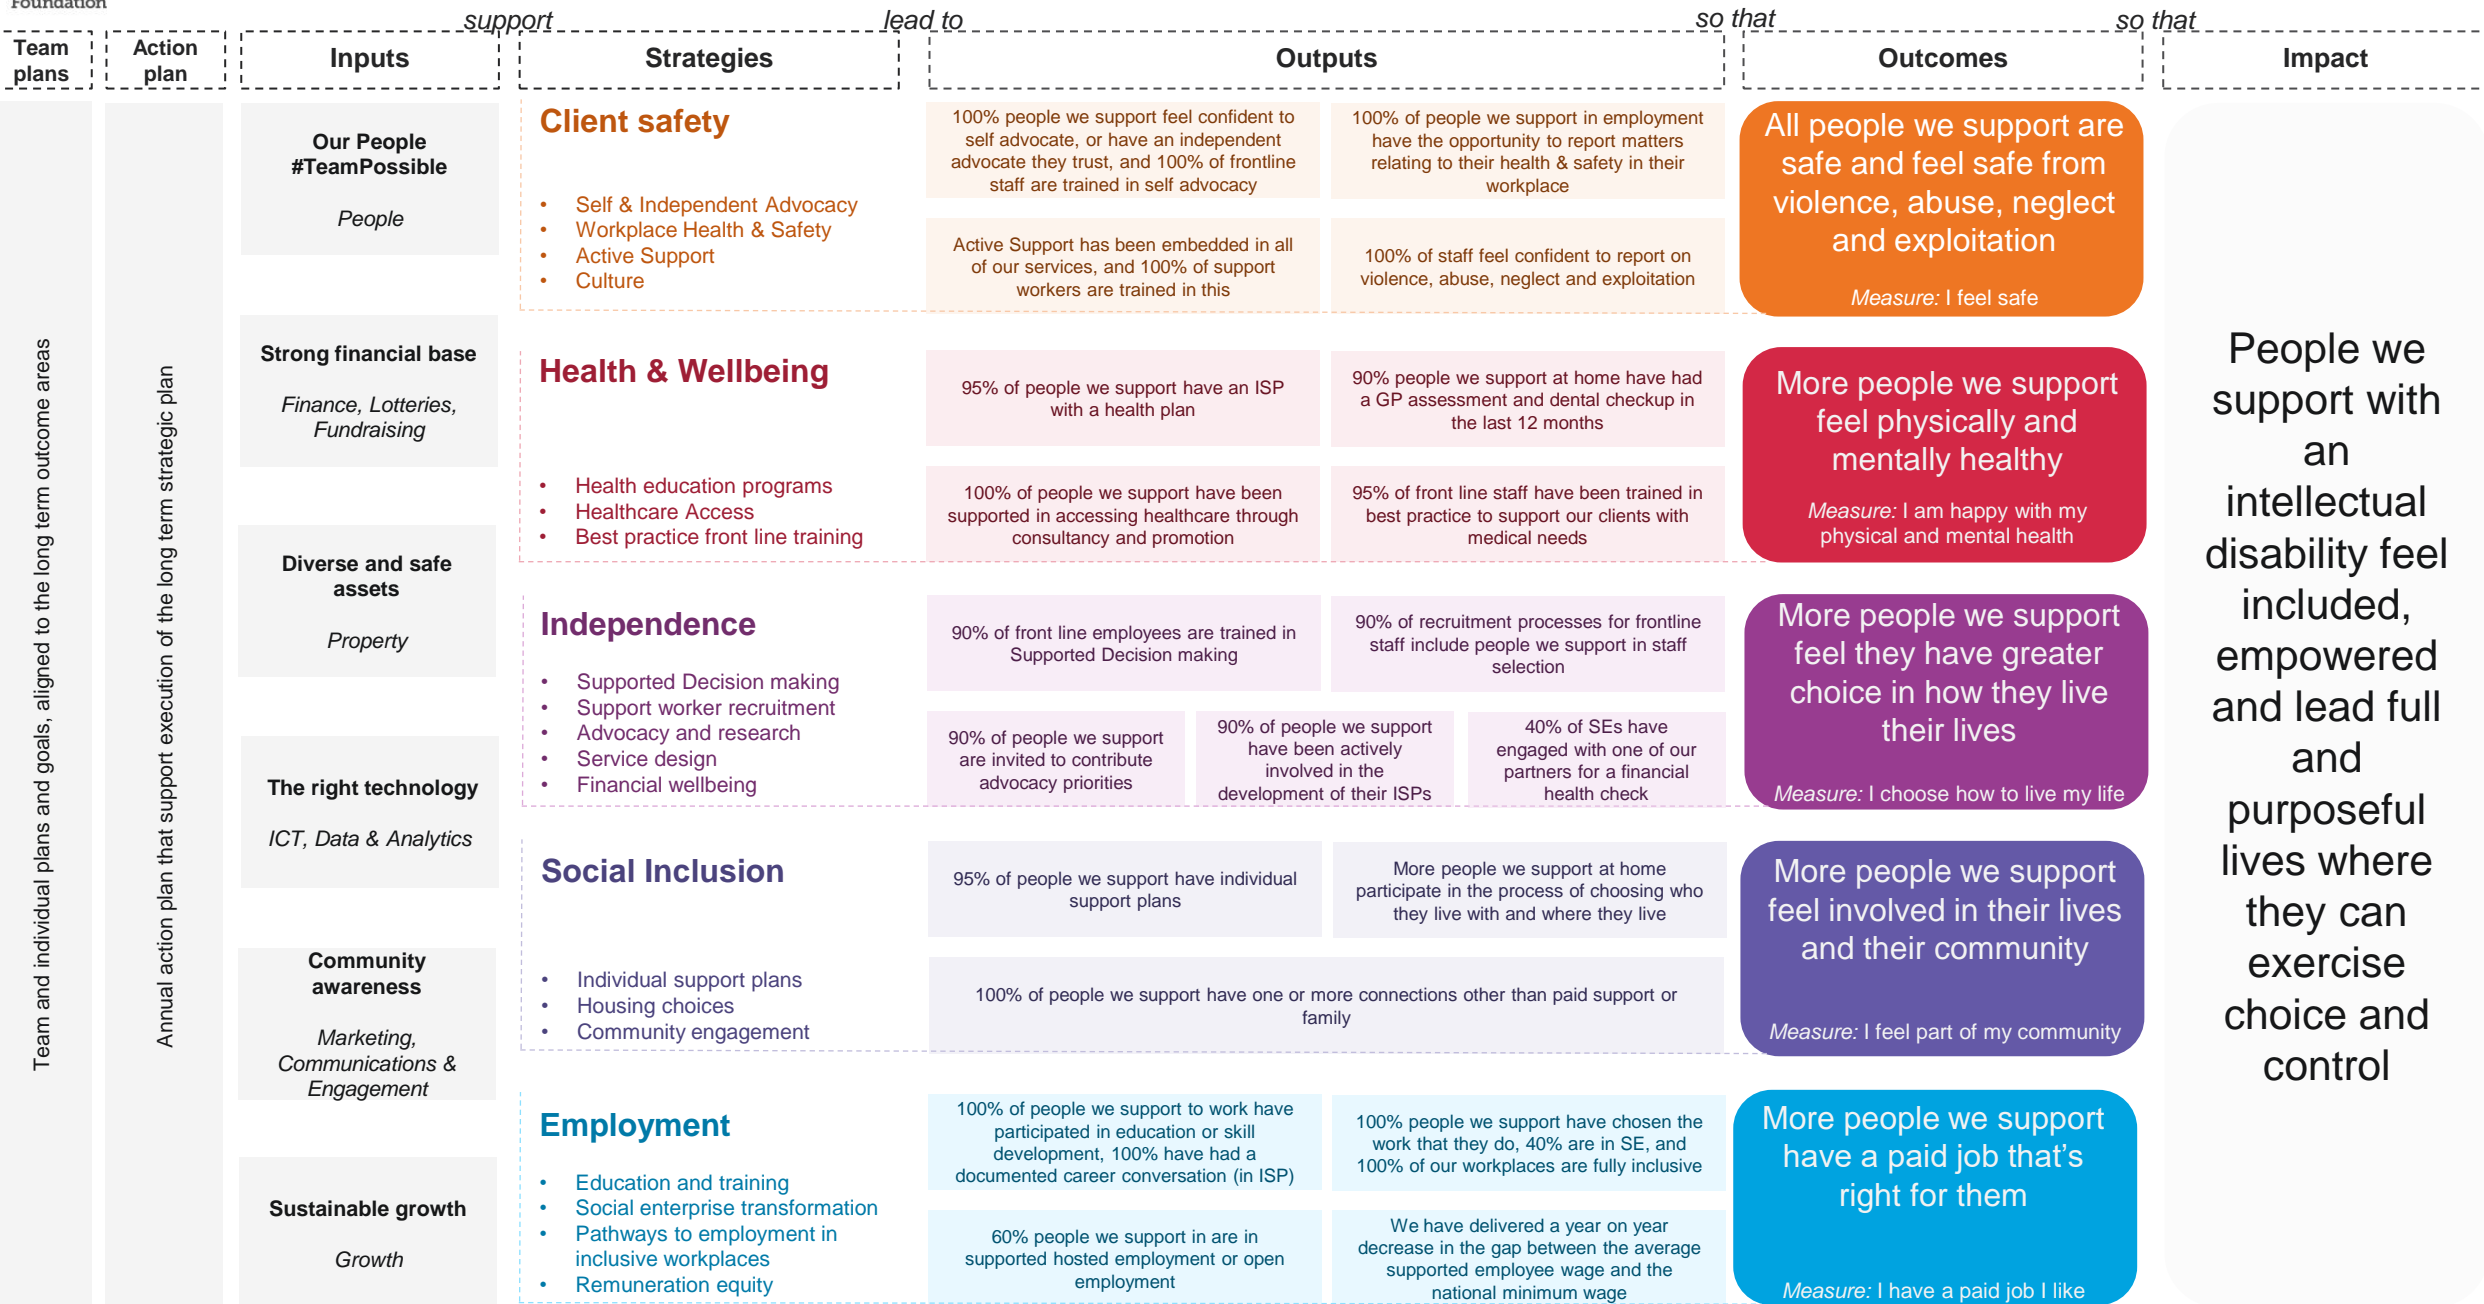 Foundation
support
lead to
so that
so that
Team
plans
Action
plan
Inputs
Strategies
Outputs
Outcomes
Impact
Team and individual plans and goals, aligned to the long term outcome areas
Annual action plan that support execution of the long term strategic plan
Our People
#TeamPossible
People
Strong financial base
Finance, Lotteries,
Fundraising
Diverse and safe
assets
Property
The right technology
ICT, Data & Analytics
Community
awareness
Marketing,
Communications &
Engagement
Sustainable growth
Growth
Client safety
• Self & Independent Advocacy
• Workplace Health & Safety
• Active Support
• Culture
100% people we support feel confident to
self advocate, or have an independent
advocate they trust, and 100% of frontline
staff are trained in self advocacy
100% of people we support in employment
have the opportunity to report matters
relating to their health & safety in their
workplace
Active Support has been embedded in all
of our services, and 100% of support
workers are trained in this
100% of staff feel confident to report on
violence, abuse, neglect and exploitation
All people we support are
safe and feel safe from
violence, abuse, neglect
and exploitation
Measure: I feel safe
Health & Wellbeing
• Health education programs
• Healthcare Access
• Best practice front line training
95% of people we support have an ISP
with a health plan
90% people we support at home have had
a GP assessment and dental checkup in
the last 12 months
100% of people we support have been
supported in accessing healthcare through
consultancy and promotion
95% of front line staff have been trained in
best practice to support our clients with
medical needs
More people we support
feel physically and
mentally healthy
Measure: I am happy with my
physical and mental health
Independence
• Supported Decision making
• Support worker recruitment
• Advocacy and research
• Service design
• Financial wellbeing
90% of front line employees are trained in
Supported Decision making
90% of recruitment processes for frontline
staff include people we support in staff
selection
90% of people we support
are invited to contribute
advocacy priorities
90% of people we support
have been actively
involved in the
development of their ISPs
40% of SEs have
engaged with one of our
partners for a financial
health check
More people we support
feel they have greater
choice in how they live
their lives
Measure: I choose how to live my life
Social Inclusion
• Individual support plans
• Housing choices
• Community engagement
95% of people we support have individual
support plans
More people we support at home
participate in the process of choosing who
they live with and where they live
100% of people we support have one or more connections other than paid support or
family
More people we support
feel involved in their lives
and their community
Measure: I feel part of my community
Employment
• Education and training
• Social enterprise transformation
• Pathways to employment in
inclusive workplaces
• Remuneration equity
100% of people we support to work have
participated in education or skill
development, 100% have had a
documented career conversation (in ISP)
100% people we support have chosen the
work that they do, 40% are in SE, and
100% of our workplaces are fully inclusive
60% people we support in are in
supported hosted employment or open
employment
We have delivered a year on year
decrease in the gap between the average
supported employee wage and the
national minimum wage
More people we support
have a paid job that's
right for them
Measure: I have a paid job I like
People we
support with
an
intellectual
disability feel
included,
empowered
and lead full
and
purposeful
lives where
they can
exercise
choice and
control